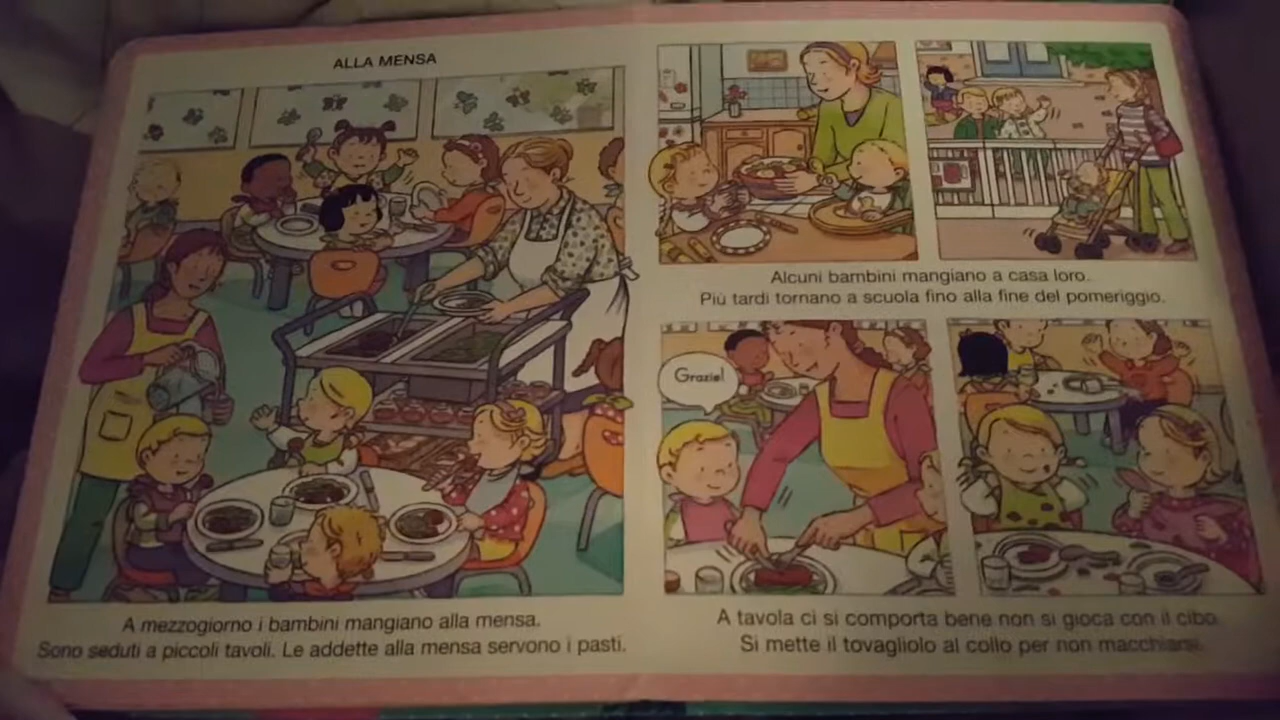 ALLA MENSA
A mezzogiorno i bambini mangiano alla mensa.
Sono seduti a piccoli tavoli. Le addette alla mensa servono i pasti.
Alcuni bambini mangiano a casa loro.
Più tardi tornano a scuola fino alla fine del pomeriggio.
Grazie!
A tavola ci si comporta bene non si gioca con il cibo.
Si mette il tovagliolo al collo per non macchiarsi.